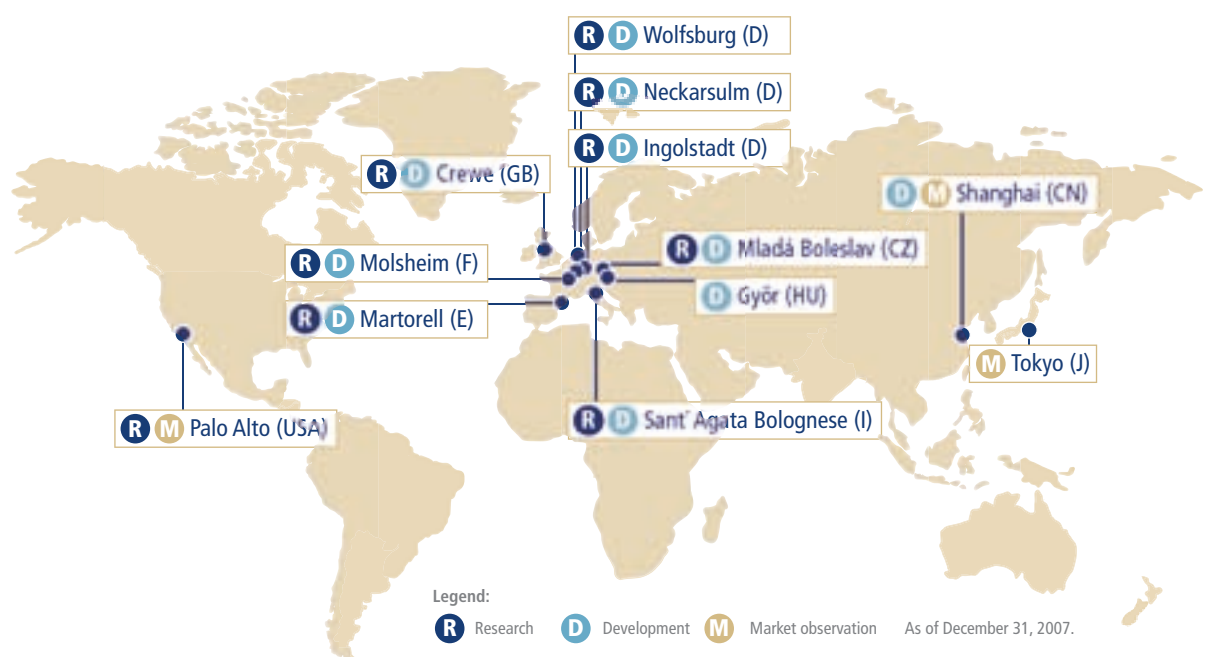 R D Wolfsburg (D)
R D Neckarsulm (D)
R D Ingolstadt (D)
R D Crewe (GB)
D M Shanghai (CN)
R D Mladá Boleslav (CZ)
R D Molsheim (F)
D Györ (HU)
R D Martorell (E)
M Tokyo (J)
R M Palo Alto (USA)
R D Sant´Agata Bolognese (I)
Legend:
R Research D Development M Market observation As of December 31, 2007.